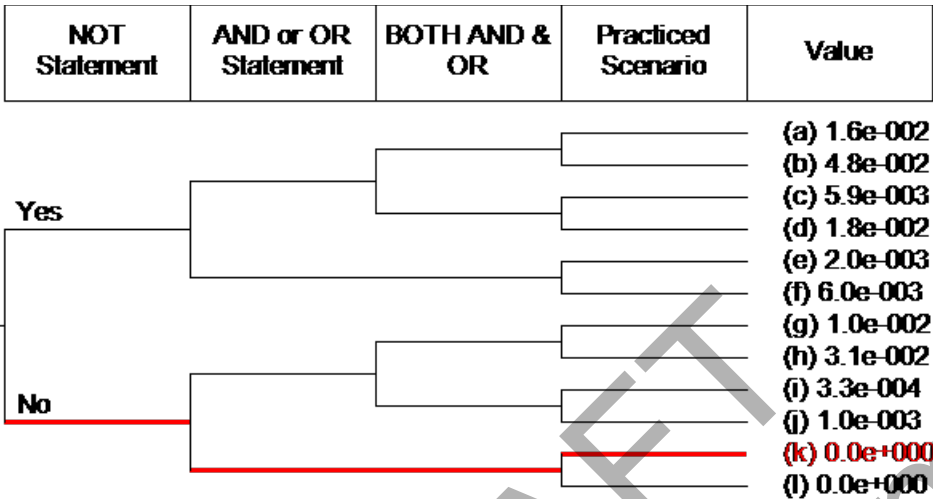 NOT Statement
AND or OR Statement
BOTH AND & OR
Practiced Scenario
Value
Yes
No
(a) 1.6e-002
(b) 4.8e-002
(c) 5.9e-003
(d) 1.8e-002
(e) 2.0e-003
(f) 6.0e-003
(g) 1.0e-002
(h) 3.1e-002
(i) 3.3e-004
(j) 1.0e-003
(k) 0.0e+000
(l) 0.0e+000